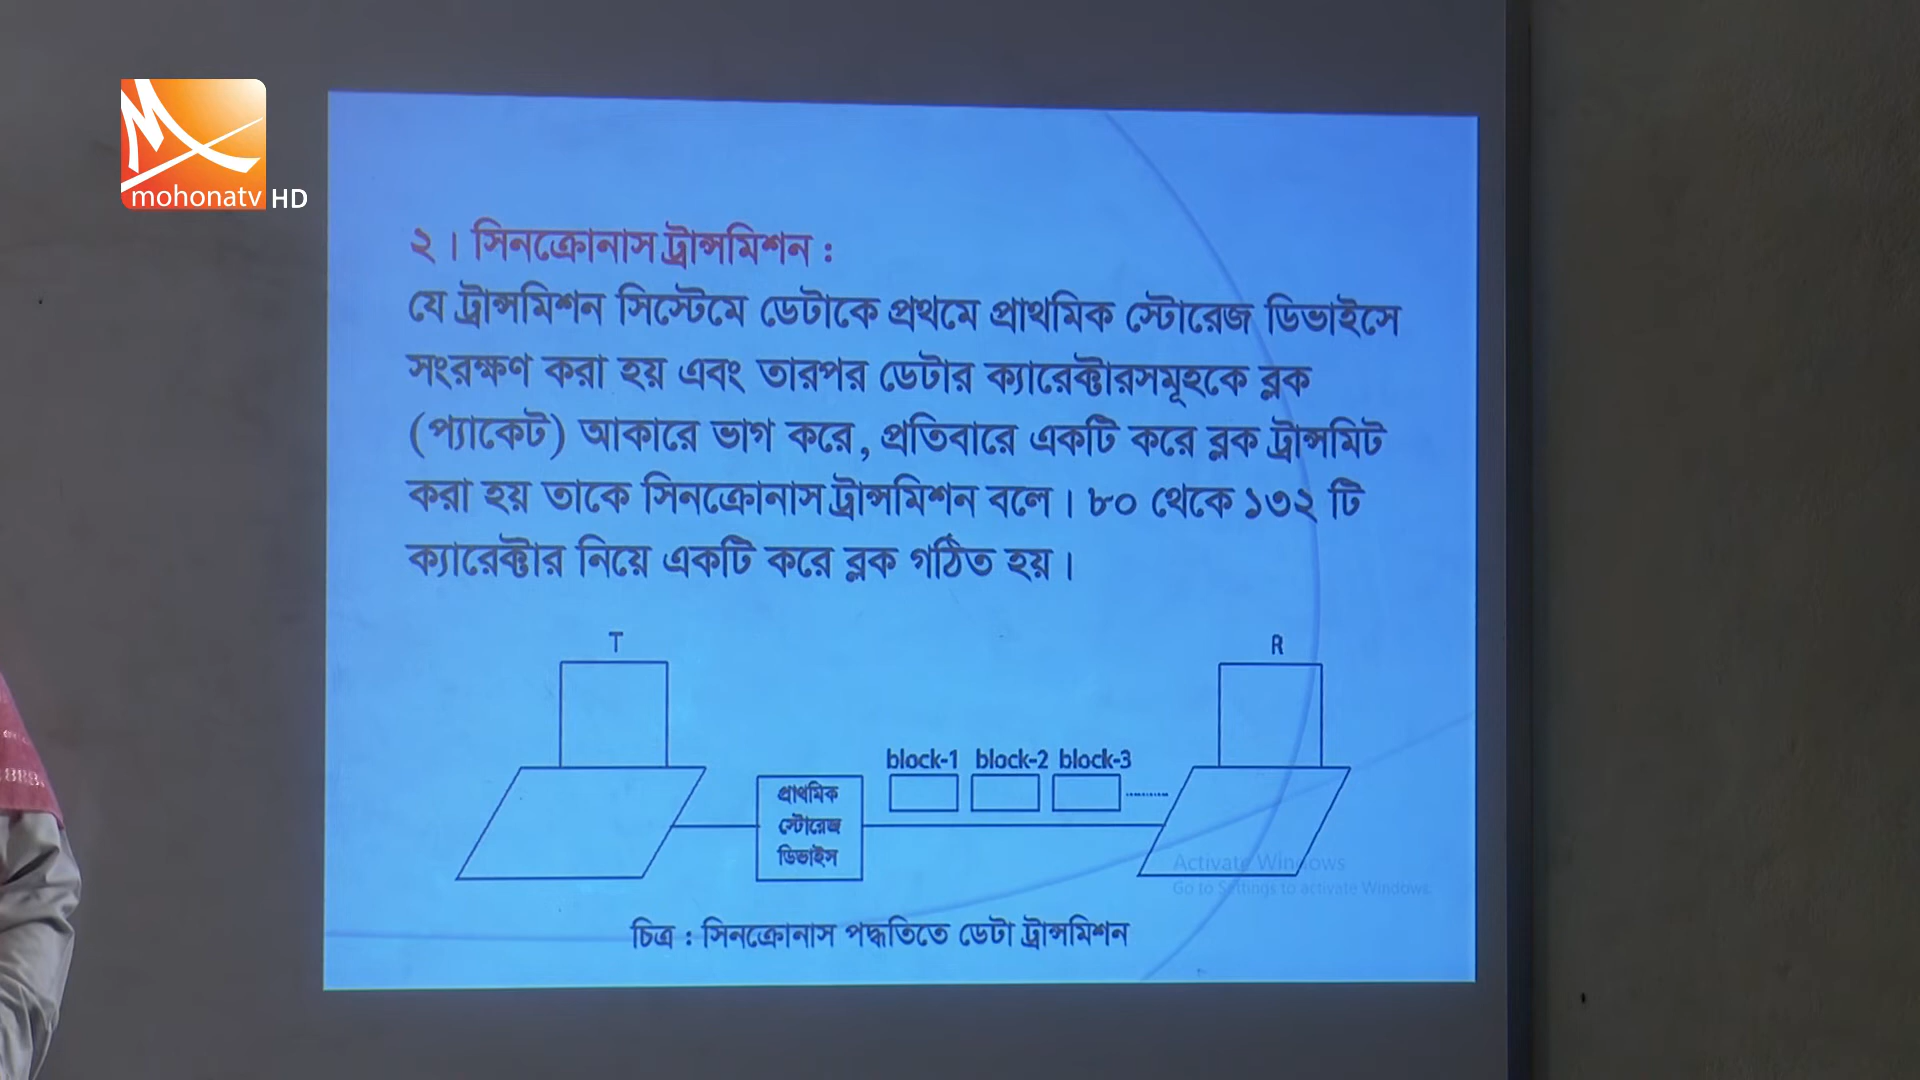 mohonatv HD
২। সিনক্রোনাস ট্রান্সমিশন :
যে ট্রান্সমিশন সিস্টেমে ডেটাকে প্রথমে প্রাথমিক স্টোরেজ ডিভাইসে
সংরক্ষণ করা হয় এবং তারপর ডেটার ক্যারেক্টারসমূহকে ব্লক
(প্যাকেট) আকারে ভাগ করে, প্রতিবারে একটি করে ব্লক ট্রান্সমিট
করা হয় তাকে সিনক্রোনাস ট্রান্সমিশন বলে। ৮০ থেকে ১৩২ টি
ক্যারেক্টার নিয়ে একটি করে ব্লক গঠিত হয়।
T
R
block-1 block-2 block-3
প্রাথমিক
স্টোরেজ
ডিভাইস
Activate Windows
Go to Settings to activate Windows.
চিত্র : সিনক্রোনাস পদ্ধতিতে ডেটা ট্রান্সমিশন